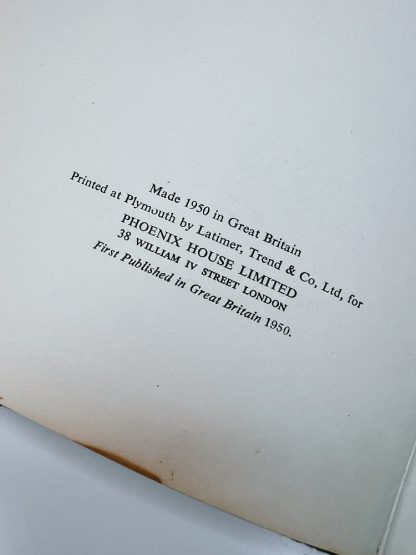 Made 1950 in Great Britain
Printed at Plymouth by Latimer, Trend & Co, Ltd, for
PHOENIX HOUSE LIMITED
38 WILLIAM IV STREET LONDON
First Published in Great Britain 1950.